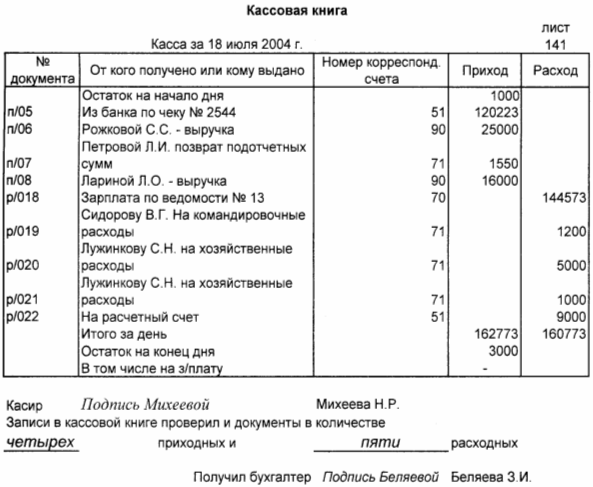 Кассовая книга
лист
Касса за 18 июля 2004 г. 141
№ документа От кого получено или кому выдано Номер корреспонд. счета Приход Расход
Остаток на начало дня 1000
п/05 Из банка по чеку № 2544 51 120223
п/06 Рожковой С.С. - выручка 90 25000
Петровой Л.И. позврат подотчетных
п/07 сумм 71 1550
п/08 Лариной Л.О. - выручка 90 16000
р/018 Зарплата по ведомости № 13 70 144573
Сидорову В.Г. На командировочные
р/019 расходы 71 1200
Лужинкову С.Н. на хозяйственные
р/020 расходы 71 5000
Лужинкову С.Н. на хозяйственные
р/021 расходы 71 1000
р/022 На расчетный счет 51 9000
Итого за день 162773 160773
Остаток на конец дня 3000
В том числе на з/плату -
Касир Подпись Михеевой Михеева Н.Р.
Записи в кассовой книге проверил и документы в количестве
четырех приходных и пяти расходных
Получил бухгалтер Подпись Беляевой Беляева З.И.